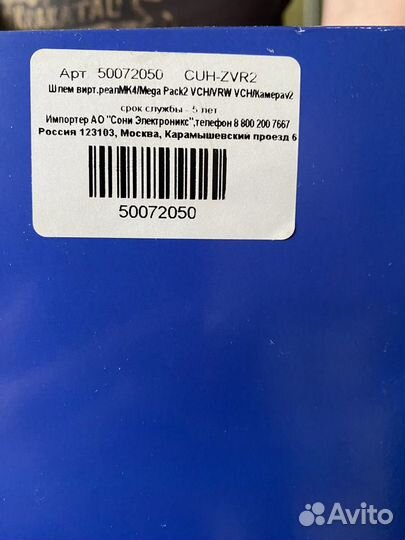 Арт 50072050 CUH-ZVR2
Шлем вирт.реалМК4/Mega Pack2 VCH/VRW VCH/Камераv2
срок службы - 5 лет
Импортер АО "Сони Электроникс",телефон 8 800 200 7667
Россия 123103, Москва, Карамышевский проезд 6
50072050
Avito